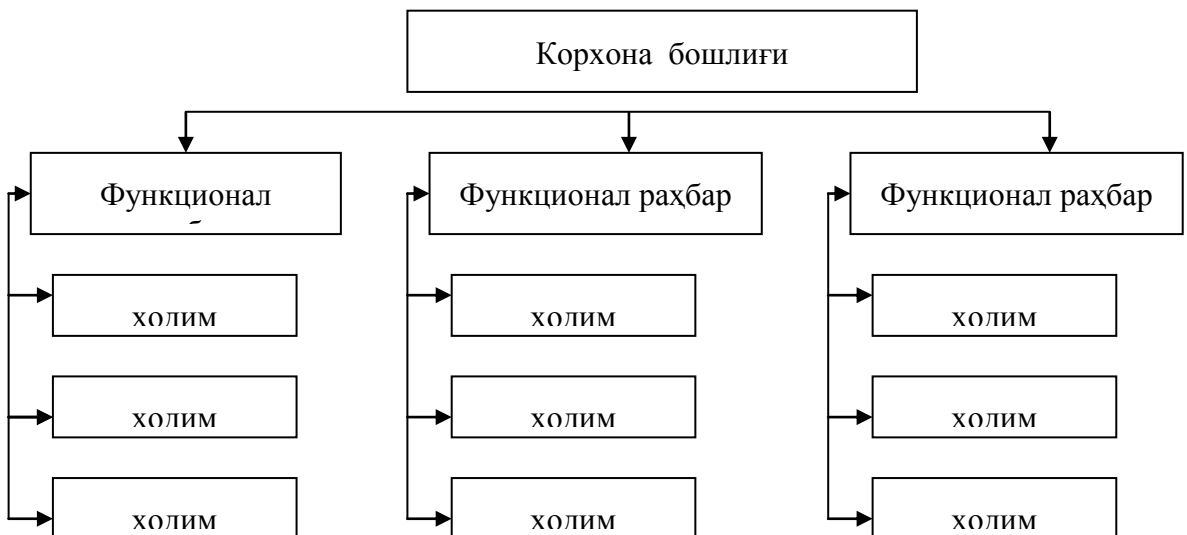 Корхона бошлиғи
Функционал
Функционал раҳбар
Функционал раҳбар
ходим
ходим
ходим
ходим
ходим
ходим
ходим
ходим
ходим